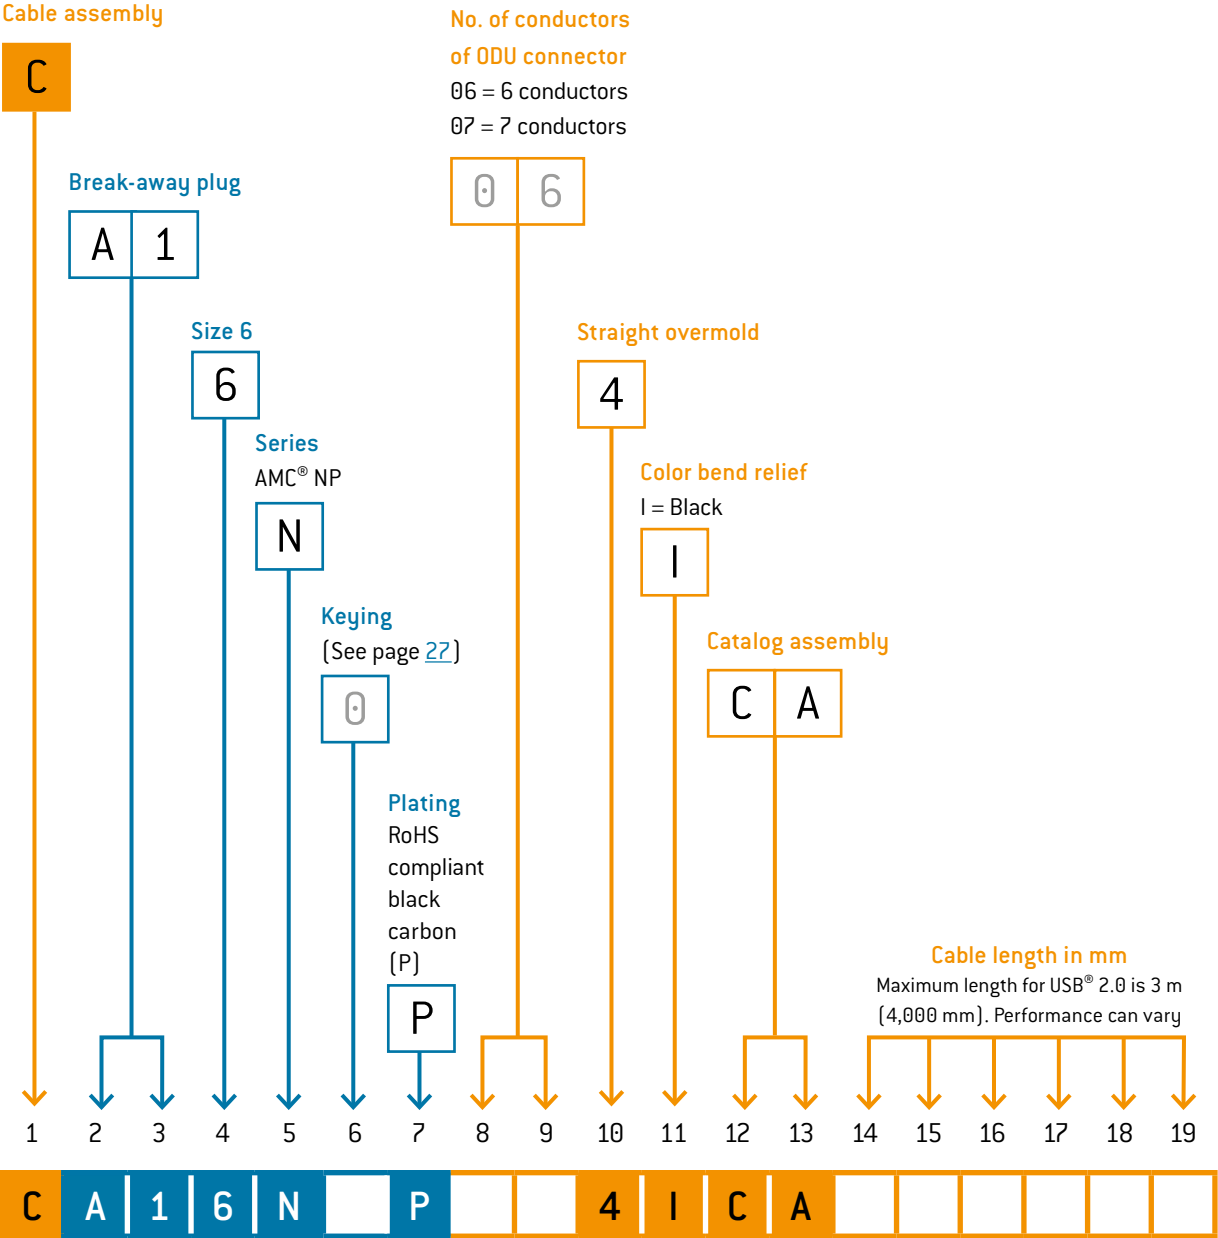 Cable assembly
C
No. of conductors
of ODU connector
06 = 6 conductors
07 = 7 conductors
0 6
Break-away plug
A 1
Size 6
6
Straight overmold
4
Series
AMC® NP
N
Color bend relief
I = Black
I
Keying
(See page 27)
0
Catalog assembly
C A
Plating
RoHS
compliant
black
carbon
(P)
P
Cable length in mm
Maximum length for USB® 2.0 is 3 m
(4,000 mm). Performance can vary
1 2 3 4 5 6 7 8 9 10 11 12 13 14 15 16 17 18 19
C A 1 6 N P 4 I C A